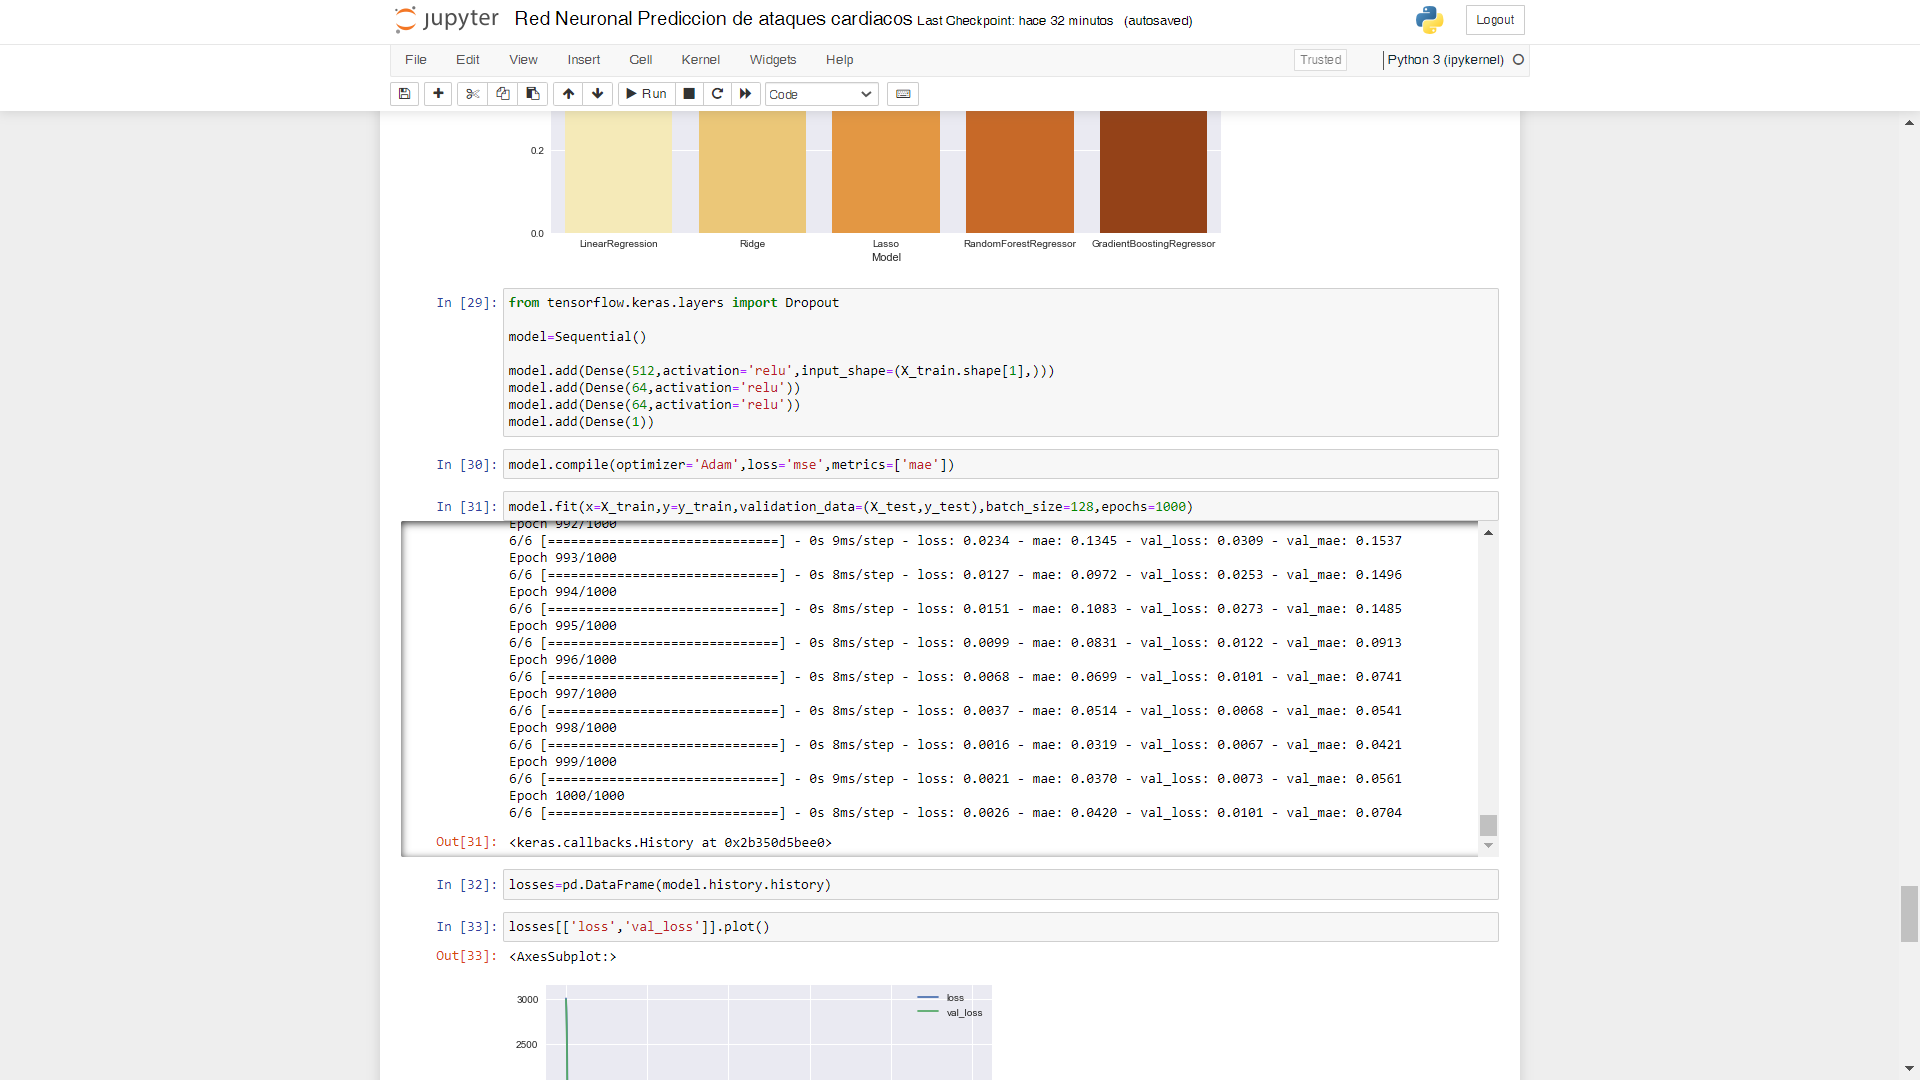 jupyter Red Neuronal Prediccion de ataques cardiacos Last Checkpoint: hace 32 minutos (autosaved)
Logout
File Edit View Insert Cell Kernel Widgets Help
Trusted
Python 3 (ipykernel)
Run
Code
0.2
0.0
LinearRegression Ridge Lasso RandomForestRegressor GradientBoostingRegressor
Model
In [29]: from tensorflow.keras.layers import Dropout
model=Sequential()
model.add(Dense(512,activation='relu',input_shape=(X_train.shape[1],)))
model.add(Dense(64,activation='relu'))
model.add(Dense(64,activation='relu'))
model.add(Dense(1))
In [30]: model.compile(optimizer='Adam',loss='mse',metrics=['mae'])
In [31]: model.fit(x=X_train,y=y_train,validation_data=(X_test,y_test),batch_size=128,epochs=1000)
Epoch 992/1000
6/6 [==============================] - 0s 9ms/step - loss: 0.0234 - mae: 0.1345 - val_loss: 0.0309 - val_mae: 0.1537
Epoch 993/1000
6/6 [==============================] - 0s 8ms/step - loss: 0.0127 - mae: 0.0972 - val_loss: 0.0253 - val_mae: 0.1496
Epoch 994/1000
6/6 [==============================] - 0s 8ms/step - loss: 0.0151 - mae: 0.1083 - val_loss: 0.0273 - val_mae: 0.1485
Epoch 995/1000
6/6 [==============================] - 0s 8ms/step - loss: 0.0099 - mae: 0.0831 - val_loss: 0.0122 - val_mae: 0.0913
Epoch 996/1000
6/6 [==============================] - 0s 8ms/step - loss: 0.0068 - mae: 0.0699 - val_loss: 0.0101 - val_mae: 0.0741
Epoch 997/1000
6/6 [==============================] - 0s 8ms/step - loss: 0.0037 - mae: 0.0514 - val_loss: 0.0068 - val_mae: 0.0541
Epoch 998/1000
6/6 [==============================] - 0s 8ms/step - loss: 0.0016 - mae: 0.0319 - val_loss: 0.0067 - val_mae: 0.0421
Epoch 999/1000
6/6 [==============================] - 0s 9ms/step - loss: 0.0021 - mae: 0.0370 - val_loss: 0.0073 - val_mae: 0.0561
Epoch 1000/1000
6/6 [==============================] - 0s 8ms/step - loss: 0.0026 - mae: 0.0420 - val_loss: 0.0101 - val_mae: 0.0704
Out[31]: <keras.callbacks.History at 0x2b350d5bee0>
In [32]: losses=pd.DataFrame(model.history.history)
In [33]: losses[['loss','val_loss']].plot()
Out[33]: <AxesSubplot:>
3000
loss
val_loss
2500